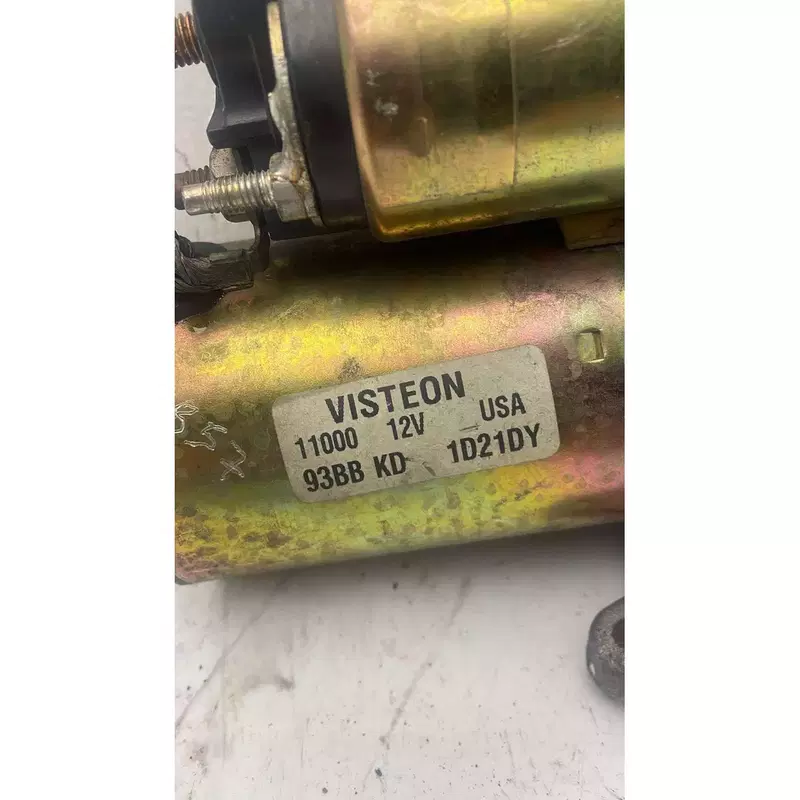 VISTEON
11000 12V USA
93BB KD 1D21DY